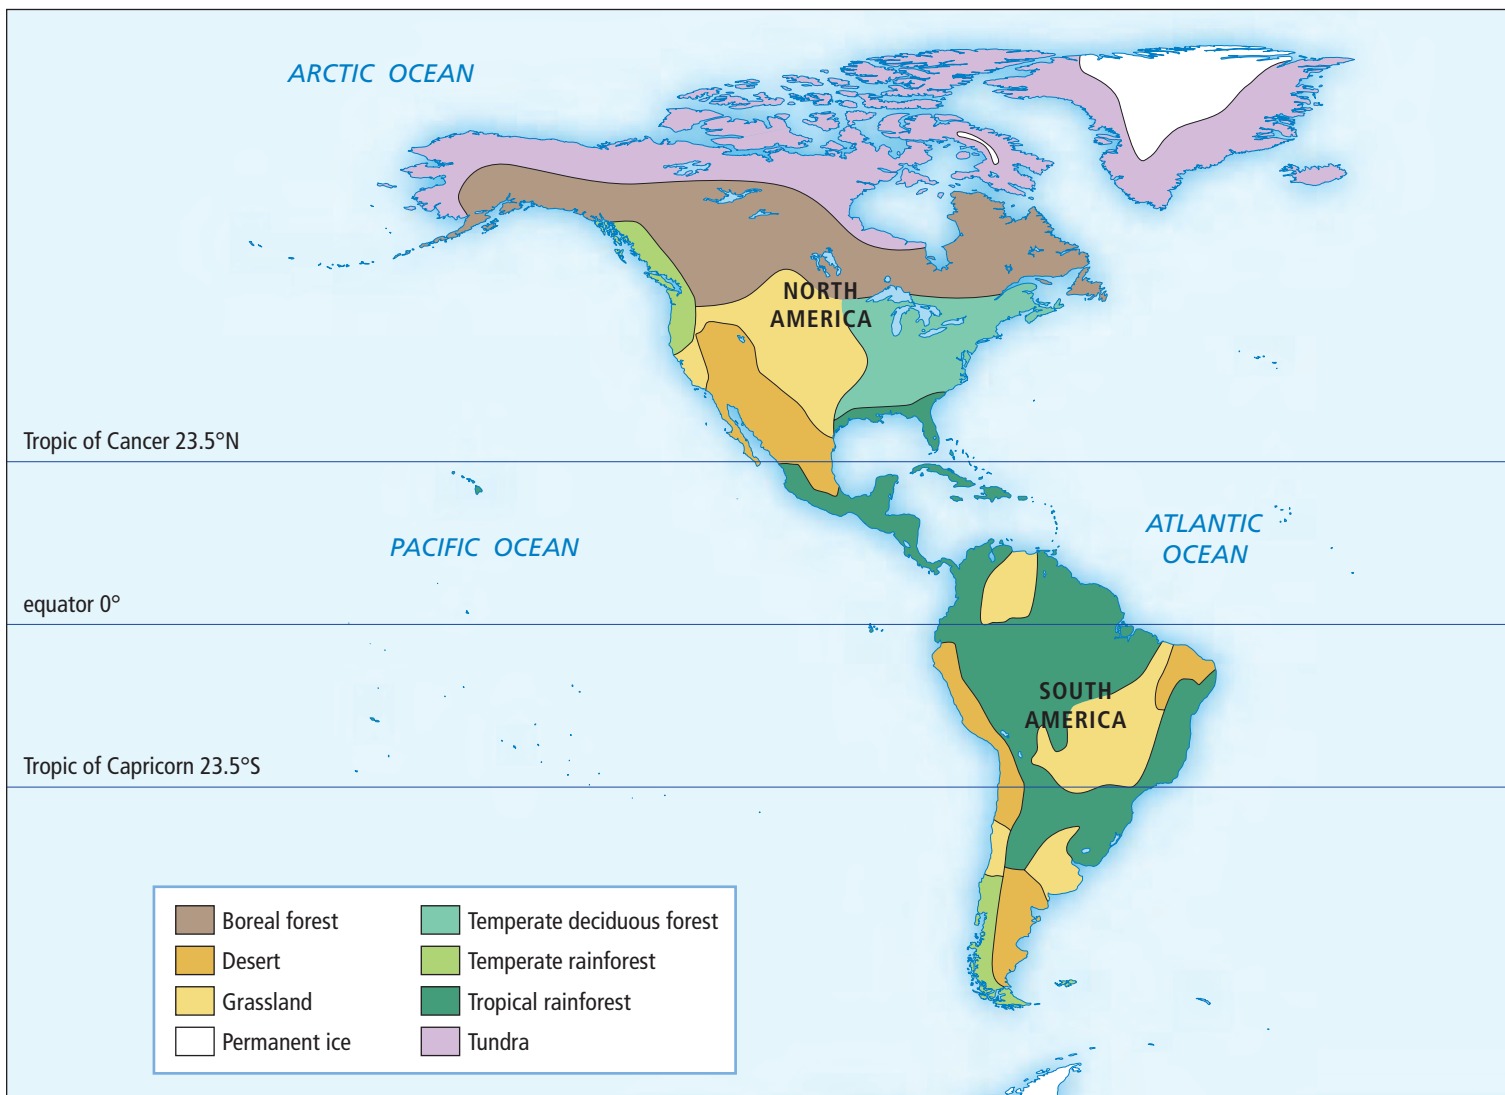 ARCTIC OCEAN
NORTH
AMERICA
Tropic of Cancer 23.5°N
PACIFIC OCEAN
ATLANTIC
OCEAN
equator 0°
SOUTH
AMERICA
Tropic of Capricorn 23.5°S
Boreal forest
Desert
Grassland
Permanent ice
Temperate deciduous forest
Temperate rainforest
Tropical rainforest
Tundra